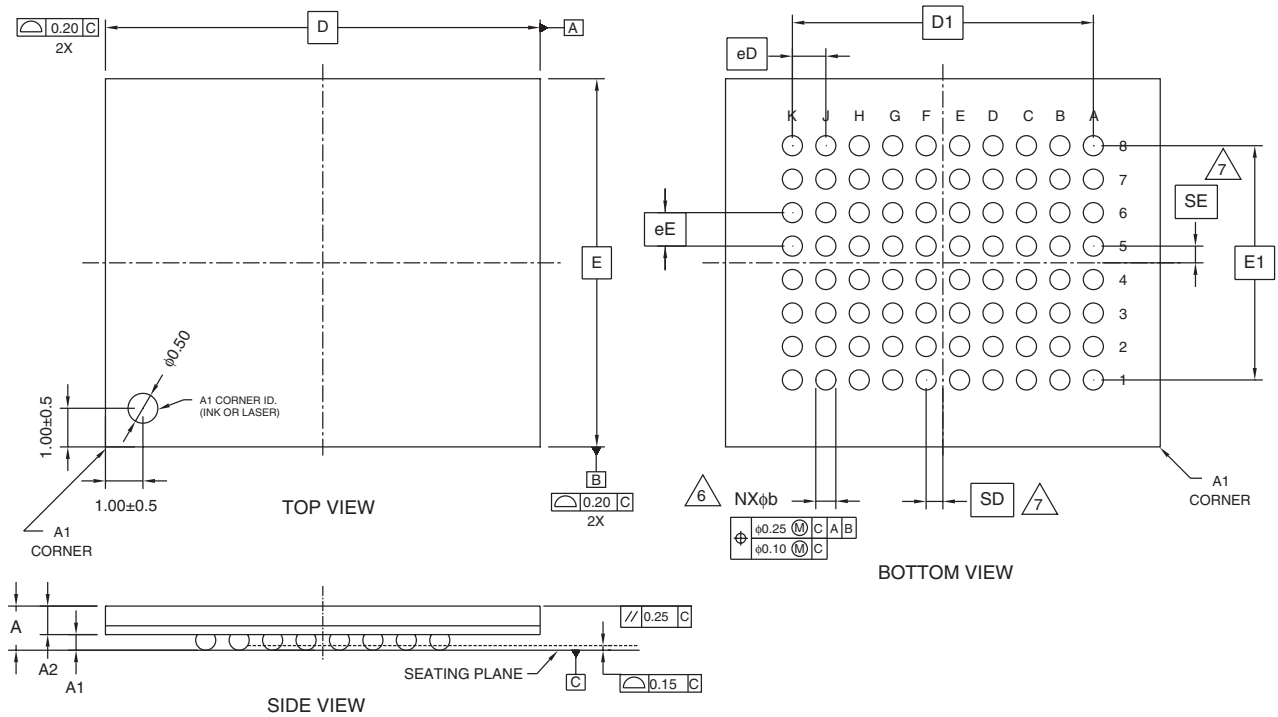 ⌓ 0.20 C
2X
D
A
E
φ0.50
A1 CORNER ID.
(INK OR LASER)
1.00±0.5
1.00±0.5
B
⌓ 0.20 C
2X
TOP VIEW
A1
CORNER
D1
eD
K J H G F E D C B A
8
7
7
6
5
4
3
2
1
SE
eE
E1
6
NXφb
SD
7
⌖ φ0.25 Ⓜ C A B
φ0.10 Ⓜ C
A1
CORNER
BOTTOM VIEW
A
A2
A1
// 0.25 C
SEATING PLANE
C
⌓ 0.15 C
SIDE VIEW